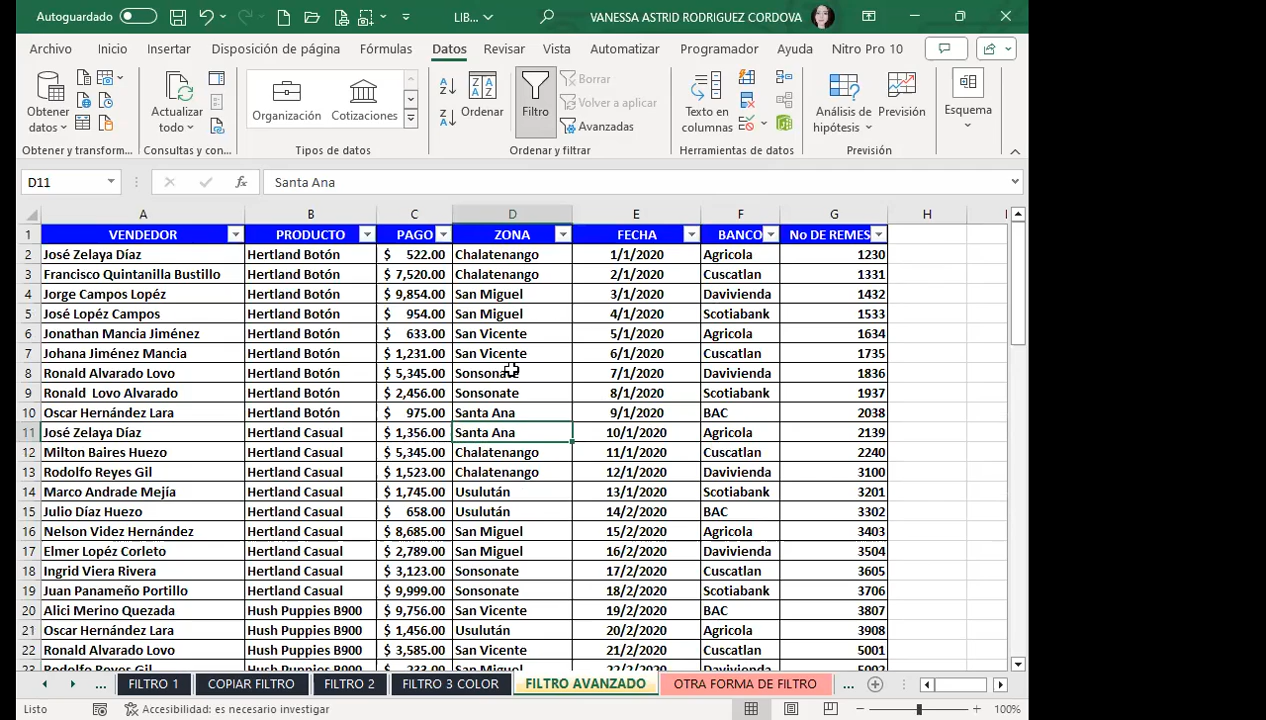 Autoguardado LIB... VANESSA ASTRID RODRIGUEZ CORDOVA
Archivo Inicio Insertar Disposición de página Fórmulas Datos Revisar Vista Automatizar Programador Ayuda Nitro Pro 10
Obtener datos
Actualizar todo
Organización Cotizaciones
Ordenar Filtro Borrar
Volver a aplicar
Avanzadas
Texto en columnas
Análisis de hipótesis
Previsión
Esquema
Obtener y transform... Consultas y con... Tipos de datos Ordenar y filtrar Herramientas de datos Previsión
D11 fx Santa Ana
A B C D E F G H I
1 VENDEDOR PRODUCTO PAGO ZONA FECHA BANCO No DE REMES
2 José Zelaya Díaz Hertland Botón $ 522.00 Chalatenango 1/1/2020 Agricola 1230
3 Francisco Quintanilla Bustillo Hertland Botón $ 7,520.00 Chalatenango 2/1/2020 Cuscatlan 1331
4 Jorge Campos Lopéz Hertland Botón $ 9,854.00 San Miguel 3/1/2020 Davivienda 1432
5 José Lopéz Campos Hertland Botón $ 954.00 San Miguel 4/1/2020 Scotiabank 1533
6 Jonathan Mancia Jiménez Hertland Botón $ 633.00 San Vicente 5/1/2020 Agricola 1634
7 Johana Jiménez Mancia Hertland Botón $ 1,231.00 San Vicente 6/1/2020 Cuscatlan 1735
8 Ronald Alvarado Lovo Hertland Botón $ 5,345.00 Sonsonate 7/1/2020 Davivienda 1836
9 Ronald Lovo Alvarado Hertland Botón $ 2,456.00 Sonsonate 8/1/2020 Scotiabank 1937
10 Oscar Hernández Lara Hertland Botón $ 975.00 Santa Ana 9/1/2020 BAC 2038
11 José Zelaya Díaz Hertland Casual $ 1,356.00 Santa Ana 10/1/2020 Agricola 2139
12 Milton Baires Huezo Hertland Casual $ 5,345.00 Chalatenango 11/1/2020 Cuscatlan 2240
13 Rodolfo Reyes Gil Hertland Casual $ 1,523.00 Chalatenango 12/1/2020 Davivienda 3100
14 Marco Andrade Mejía Hertland Casual $ 1,745.00 Usulután 13/1/2020 Scotiabank 3201
15 Julio Díaz Huezo Hertland Casual $ 658.00 Usulután 14/2/2020 BAC 3302
16 Nelson Videz Hernández Hertland Casual $ 8,685.00 San Miguel 15/2/2020 Agricola 3403
17 Elmer Lopéz Corleto Hertland Casual $ 2,789.00 San Miguel 16/2/2020 Davivienda 3504
18 Ingrid Viera Rivera Hertland Casual $ 3,123.00 Sonsonate 17/2/2020 Cuscatlan 3605
19 Juan Panameño Portillo Hertland Casual $ 9,999.00 Sonsonate 18/2/2020 Scotiabank 3706
20 Alici Merino Quezada Hush Puppies B900 $ 9,756.00 San Vicente 19/2/2020 BAC 3807
21 Oscar Hernández Lara Hush Puppies B900 $ 1,456.00 Usulután 20/2/2020 Agricola 3908
22 Ronald Alvarado Lovo Hush Puppies B900 $ 3,585.00 San Vicente 21/2/2020 Cuscatlan 5001
23 Rodolfo Reyes Gil Hush Puppies B900 $ 233.00 San Miguel 22/2/2020 Davivienda 5002
... FILTRO 1 COPIAR FILTRO FILTRO 2 FILTRO 3 COLOR FILTRO AVANZADO OTRA FORMA DE FILTRO ...
Listo Accesibilidad: es necesario investigar 100%